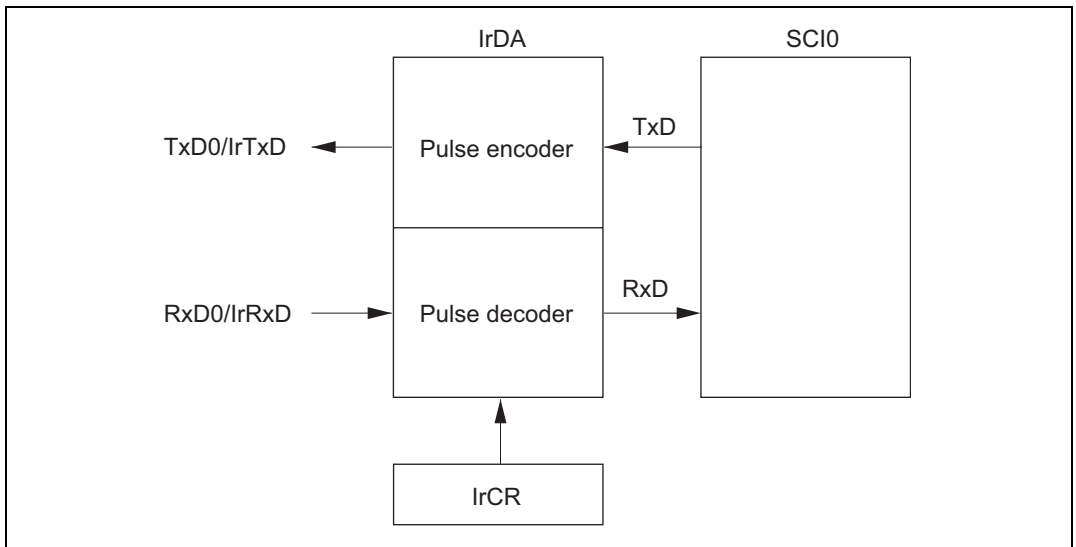 IrDA
SCI0
TxD0/IrTxD
Pulse encoder
TxD
RxD0/IrRxD
Pulse decoder
RxD
IrCR